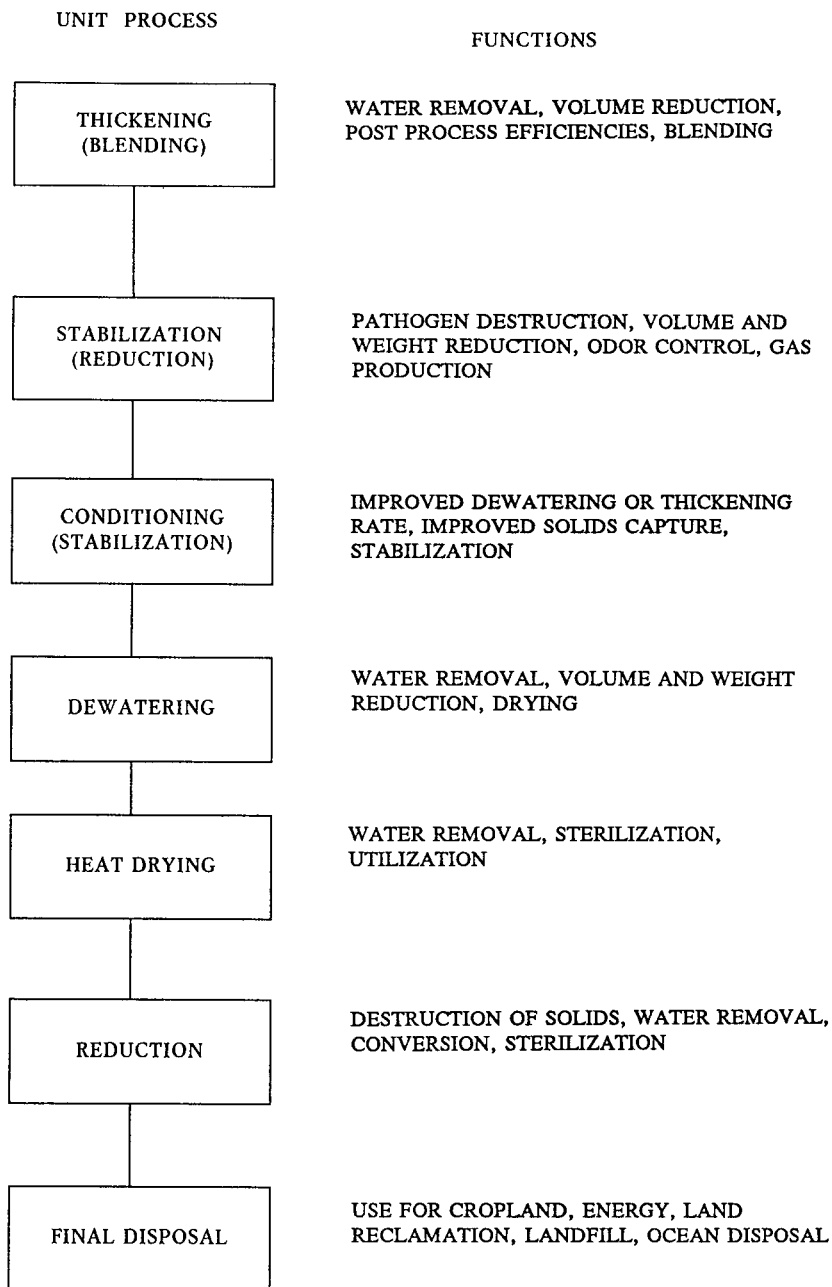 UNIT PROCESS
FUNCTIONS
THICKENING
(BLENDING)
WATER REMOVAL, VOLUME REDUCTION,
POST PROCESS EFFICIENCIES, BLENDING
STABILIZATION
(REDUCTION)
PATHOGEN DESTRUCTION, VOLUME AND
WEIGHT REDUCTION, ODOR CONTROL, GAS
PRODUCTION
CONDITIONING
(STABILIZATION)
IMPROVED DEWATERING OR THICKENING
RATE, IMPROVED SOLIDS CAPTURE,
STABILIZATION
DEWATERING
WATER REMOVAL, VOLUME AND WEIGHT
REDUCTION, DRYING
HEAT DRYING
WATER REMOVAL, STERILIZATION,
UTILIZATION
REDUCTION
DESTRUCTION OF SOLIDS, WATER REMOVAL,
CONVERSION, STERILIZATION
FINAL DISPOSAL
USE FOR CROPLAND, ENERGY, LAND
RECLAMATION, LANDFILL, OCEAN DISPOSAL